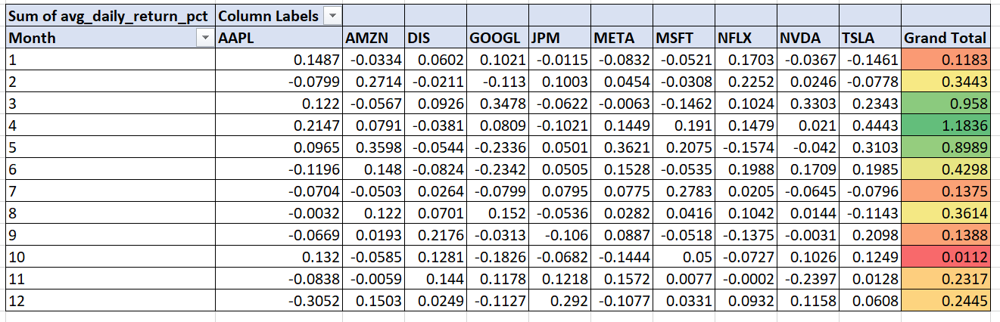 Sum of avg_daily_return_pct Column Labels
Month AAPL AMZN DIS GOOGL JPM META MSFT NFLX NVDA TSLA Grand Total
1 0.1487 -0.0334 0.0602 0.1021 -0.0115 -0.0832 -0.0521 0.1703 -0.0367 -0.1461 0.1183
2 -0.0799 0.2714 -0.0211 -0.113 0.1003 0.0454 -0.0308 0.2252 0.0246 -0.0778 0.3443
3 0.122 -0.0567 0.0926 0.3478 -0.0622 -0.0063 -0.1462 0.1024 0.3303 0.2343 0.958
4 0.2147 0.0791 -0.0381 0.0809 -0.1021 0.1449 0.191 0.1479 0.021 0.4443 1.1836
5 0.0965 0.3598 -0.0544 -0.2336 0.0501 0.3621 0.2075 -0.1574 -0.042 0.3103 0.8989
6 -0.1196 0.148 -0.0824 -0.2342 0.0505 0.1528 -0.0535 0.1988 0.1709 0.1985 0.4298
7 -0.0704 -0.0503 0.0264 -0.0799 0.0795 0.0775 0.2783 0.0205 -0.0645 -0.0796 0.1375
8 -0.0032 0.122 0.0701 0.152 -0.0536 0.0282 0.0416 0.1042 0.0144 -0.1143 0.3614
9 -0.0669 0.0193 0.2176 -0.0313 -0.106 0.0887 -0.0518 -0.1375 -0.0031 0.2098 0.1388
10 0.132 -0.0585 0.1281 -0.1826 -0.0682 -0.1444 0.05 -0.0727 0.1026 0.1249 0.0112
11 -0.0838 -0.0059 0.144 0.1178 0.1218 0.1572 0.0077 -0.0002 -0.2397 0.0128 0.2317
12 -0.3052 0.1503 0.0249 -0.1127 0.292 -0.1077 0.0331 0.0932 0.1158 0.0608 0.2445